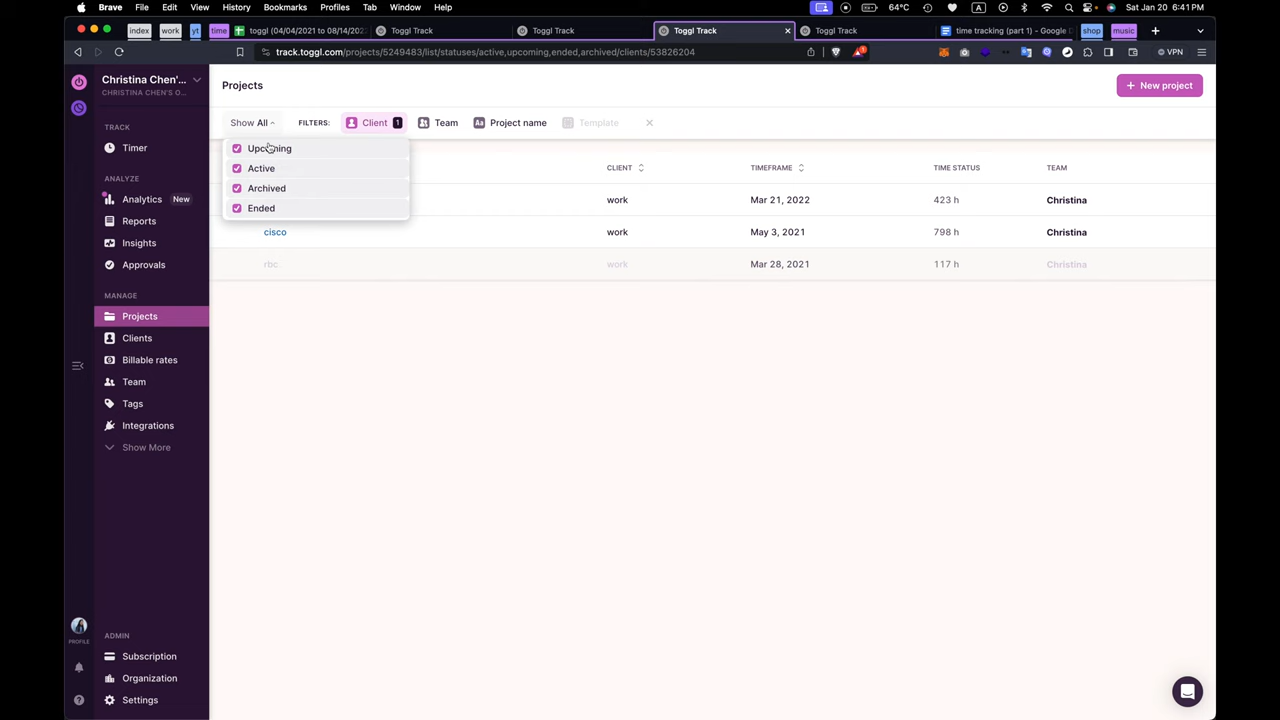 Brave File Edit View History Bookmarks Profiles Tab Window Help
64°C A Sat Jan 20 6:41 PM
index work yt time toggl (04/04/2021 to 08/14/202 Toggl Track Toggl Track Toggl Track Toggl Track time tracking (part 1) - Google D shop music
track.toggl.com/projects/5249483/list/statuses/active,upcoming,ended,archived/clients/53826204
1 VPN
Christina Chen'...
CHRISTINA CHEN'S O...
Projects
New project
Show All FILTERS: Client 1 Team Aa Project name Template
TRACK
Timer
ANALYZE
Analytics New
Reports
Insights
Approvals
MANAGE
Projects
Clients
Billable rates
Team
Tags
Integrations
Show More
PROFILE
ADMIN
Subscription
Organization
Settings
Upcoming
Active
Archived
Ended
CLIENT TIMEFRAME TIME STATUS TEAM
work Mar 21, 2022 423 h Christina
cisco work May 3, 2021 798 h Christina
rbc work Mar 28, 2021 117 h Christina